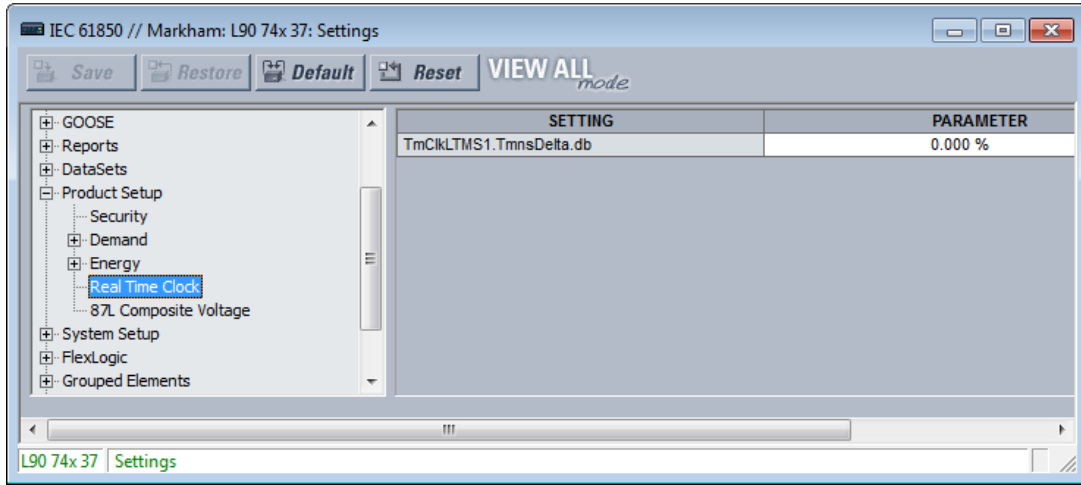 IEC 61850 // Markham: L90 74x 37: Settings
Save Restore Default Reset VIEW ALL mode
GOOSE
Reports
DataSets
Product Setup
Security
Demand
Energy
Real Time Clock
87L Composite Voltage
System Setup
FlexLogic
Grouped Elements
SETTING PARAMETER
TmClkLTMS1.TmnsDelta.db 0.000 %
L90 74x 37 Settings